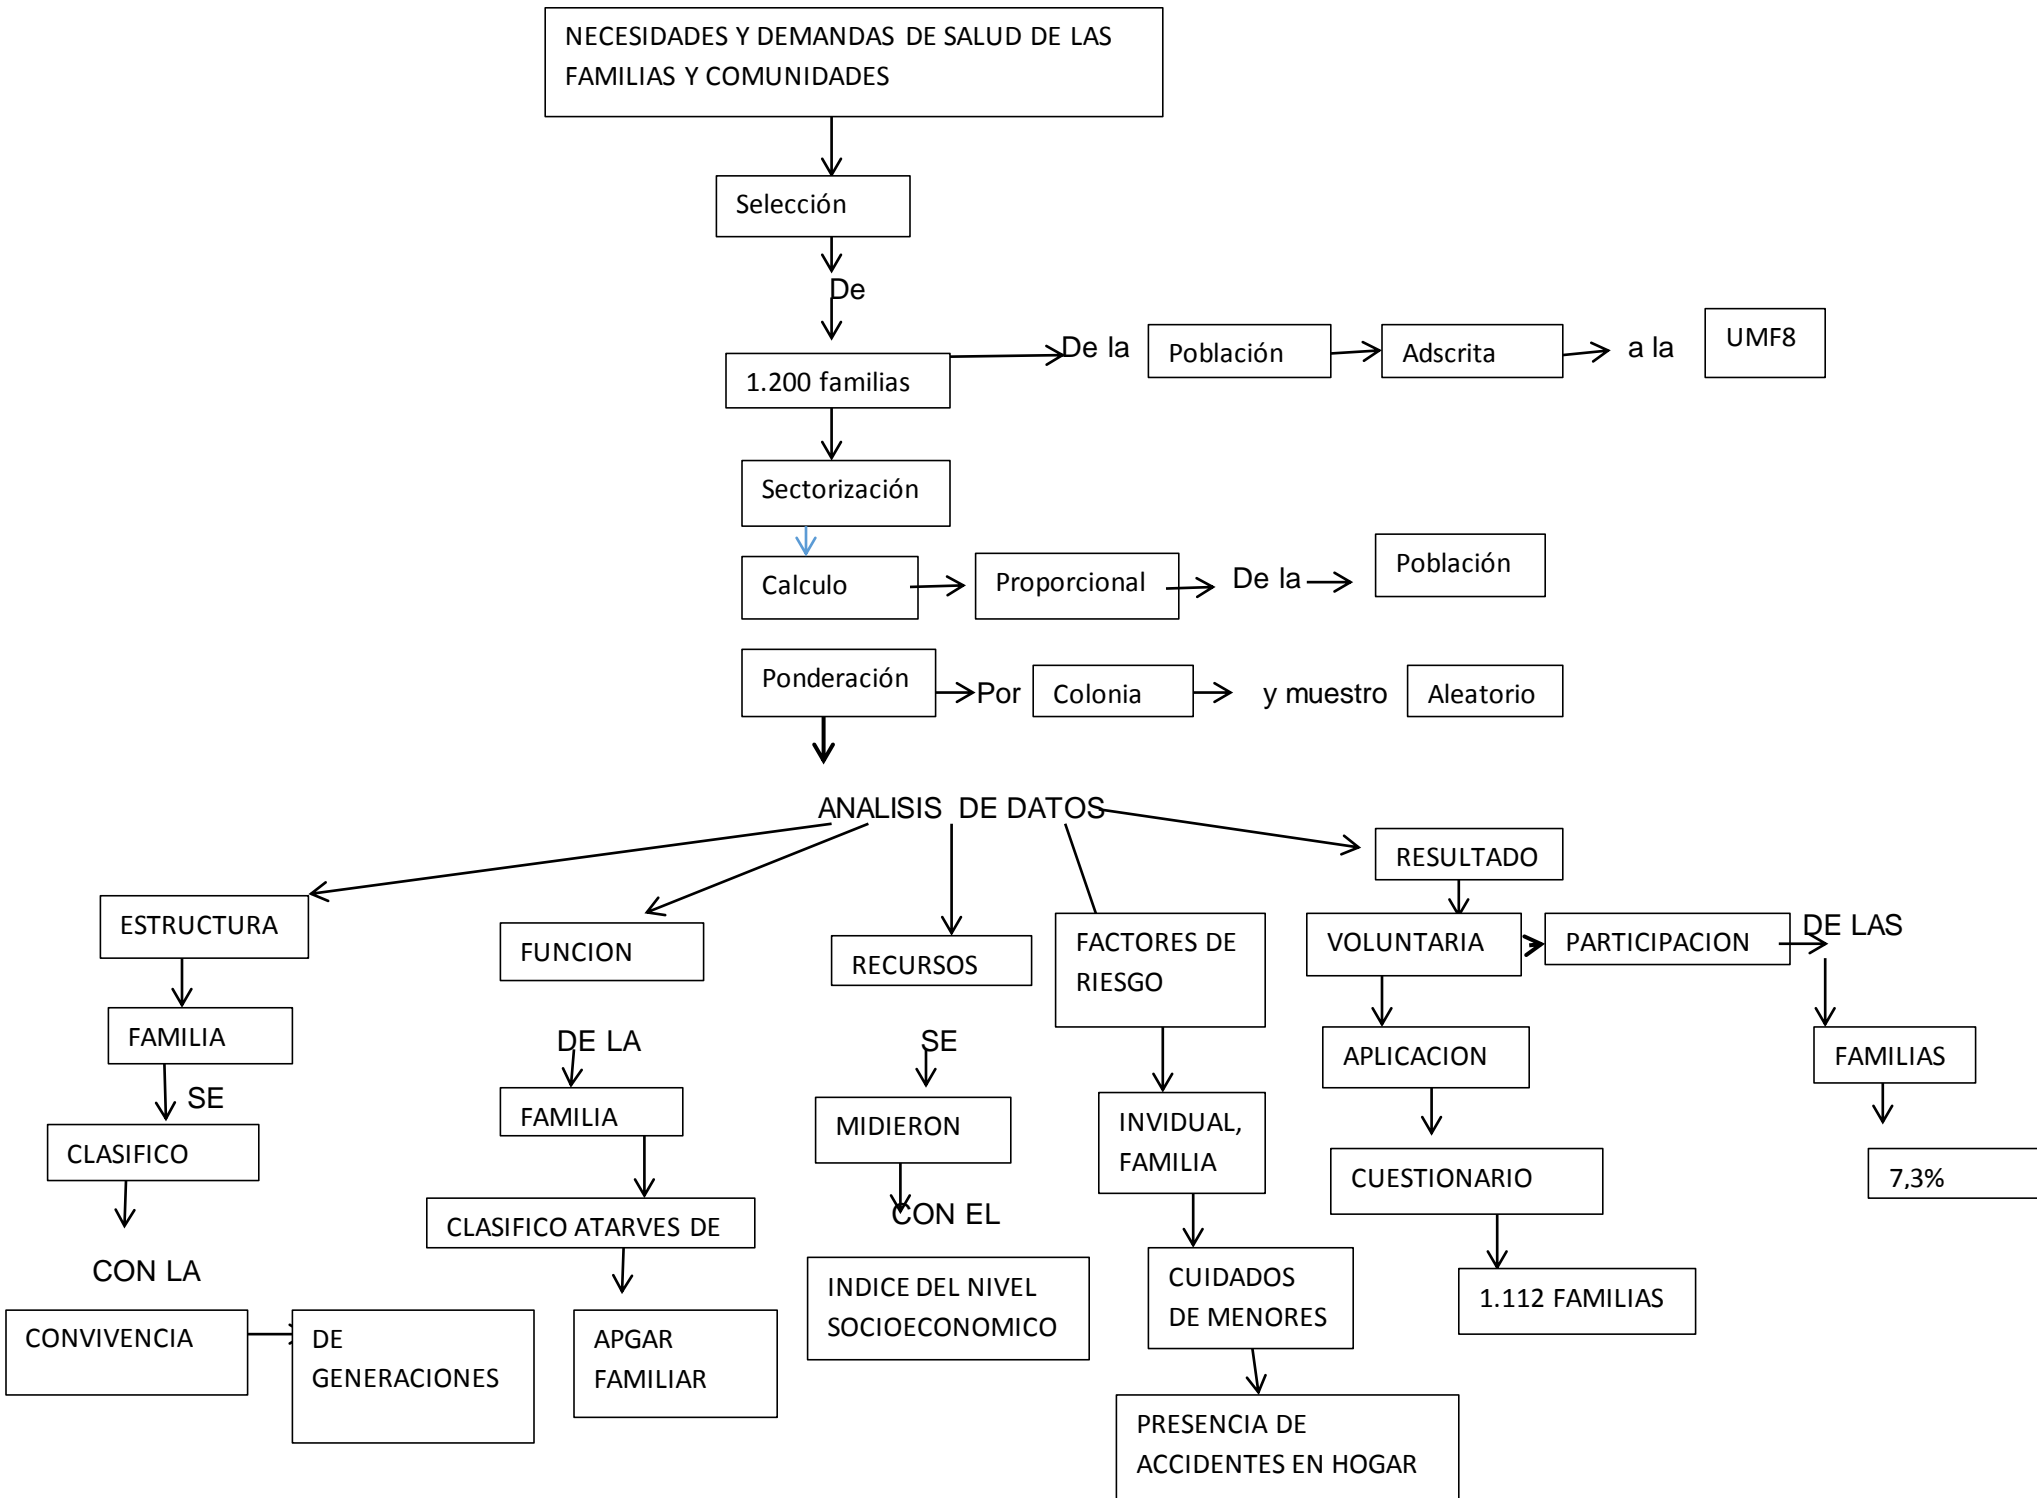 NECESIDADES Y DEMANDAS DE SALUD DE LAS
FAMILIAS Y COMUNIDADES
Selección
De
1.200 familias
De la
Población
Adscrita
a la
UMF8
Sectorización
Calculo
Proporcional
De la
Población
Ponderación
Por
Colonia
y muestro
Aleatorio
ANALISIS DE DATOS
ESTRUCTURA
FAMILIA
SE
CLASIFICO
CON LA
CONVIVENCIA
DE
GENERACIONES
FUNCION
DE LA
FAMILIA
CLASIFICO ATARVES DE
APGAR
FAMILIAR
RECURSOS
SE
MIDIERON
CON EL
INDICE DEL NIVEL
SOCIOECONOMICO
FACTORES DE
RIESGO
INVIDUAL,
FAMILIA
CUIDADOS
DE MENORES
PRESENCIA DE
ACCIDENTES EN HOGAR
RESULTADO
VOLUNTARIA
PARTICIPACION
DE LAS
FAMILIAS
7,3%
APLICACION
CUESTIONARIO
1.112 FAMILIAS